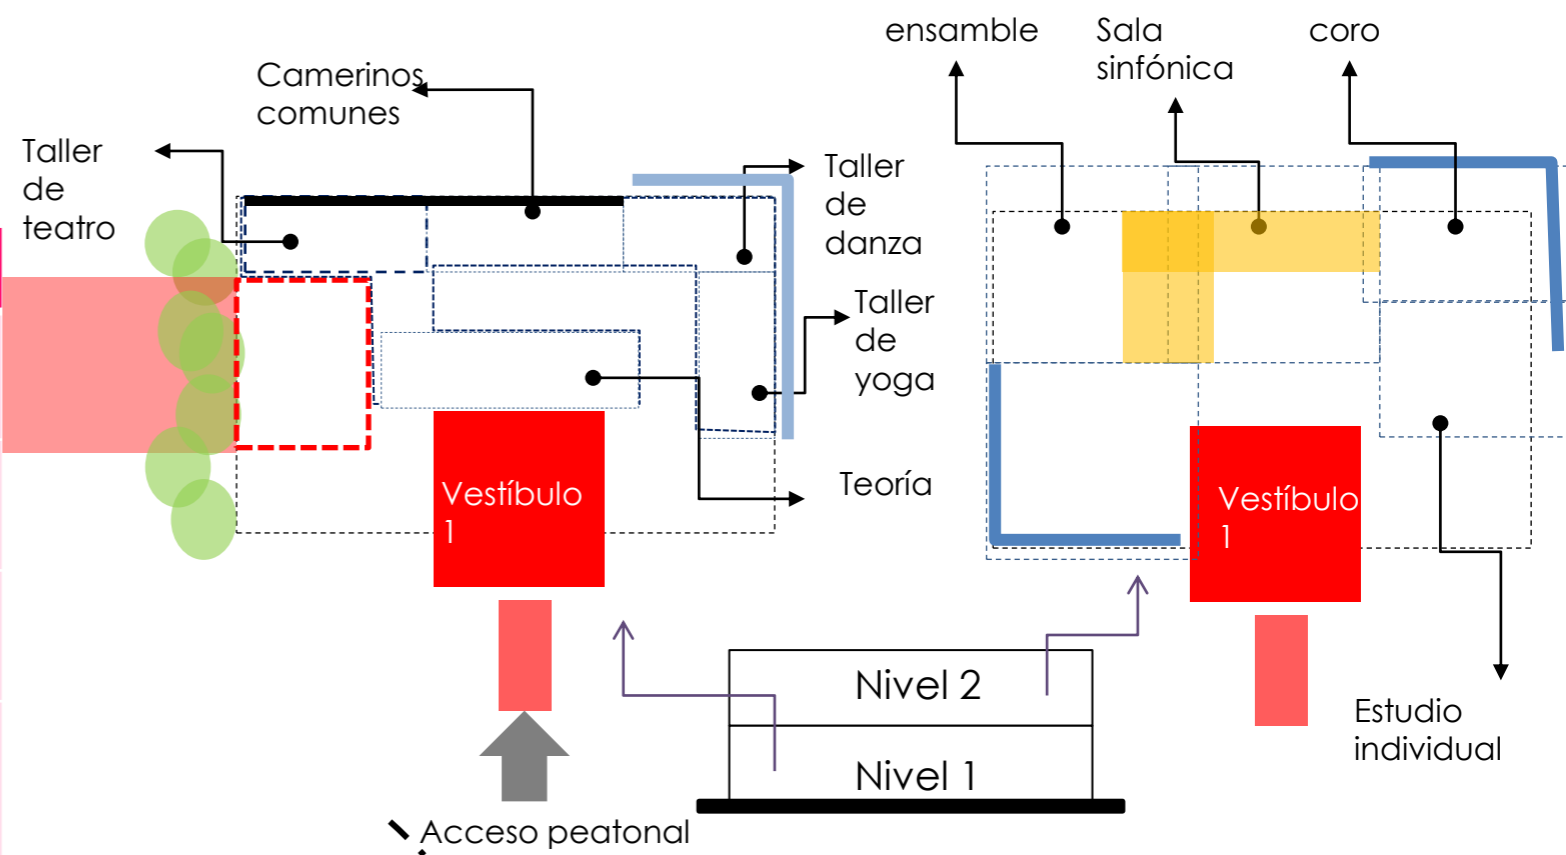 ensamble
Sala
sinfónica
coro
Camerinos
comunes
Taller
de
teatro
Taller
de
danza
Taller
de
yoga
Teoría
Vestíbulo
1
Vestíbulo
1
Nivel 2
Nivel 1
Estudio
individual
Acceso peatonal